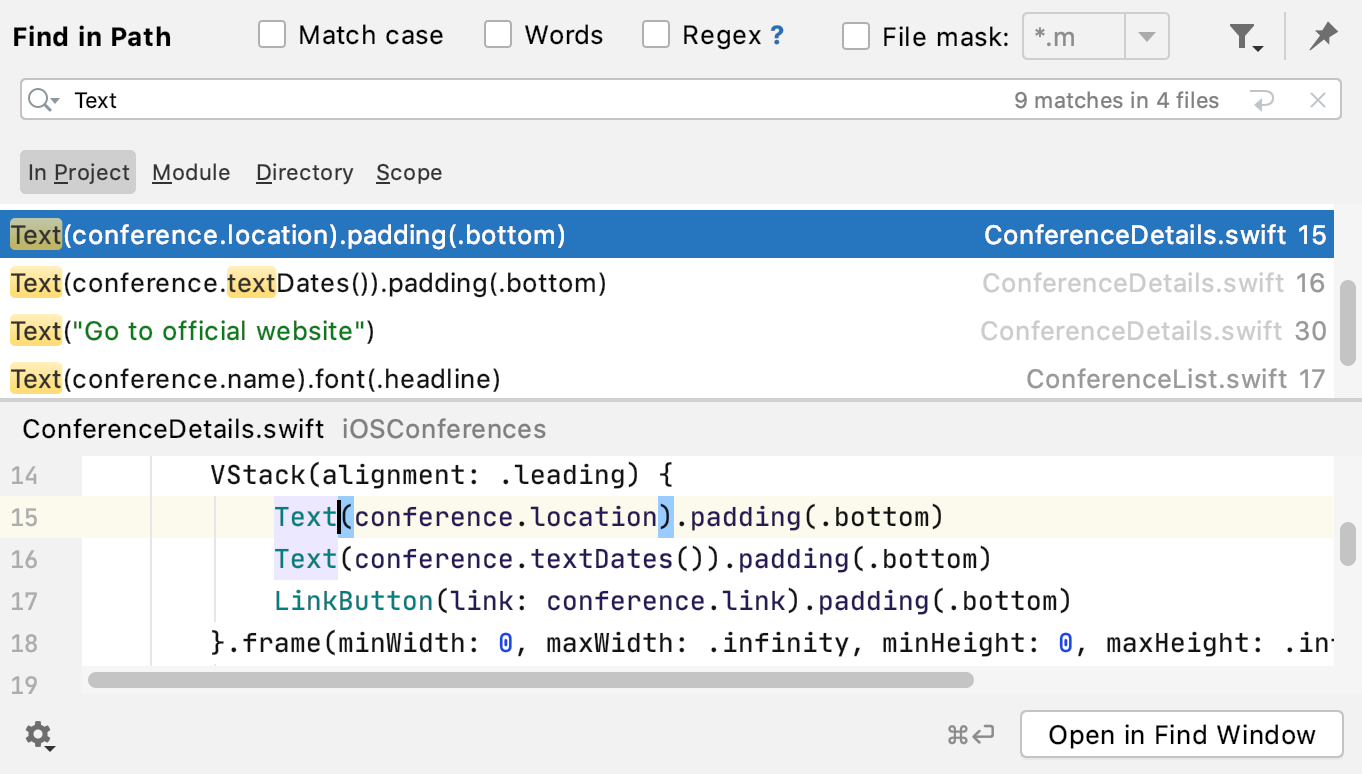 Find in Path Match case Words Regex ? File mask: *.m
Text 9 matches in 4 files
In Project Module Directory Scope
Text(conference.location).padding(.bottom) ConferenceDetails.swift 15
Text(conference.textDates()).padding(.bottom) ConferenceDetails.swift 16
Text("Go to official website") ConferenceDetails.swift 30
Text(conference.name).font(.headline) ConferenceList.swift 17
ConferenceDetails.swift iOSConferences
14 VStack(alignment: .leading) {
15 Text(conference.location).padding(.bottom)
16 Text(conference.textDates()).padding(.bottom)
17 LinkButton(link: conference.link).padding(.bottom)
18 }.frame(minWidth: 0, maxWidth: .infinity, minHeight: 0, maxHeight: .in
19
⌘⏎ Open in Find Window